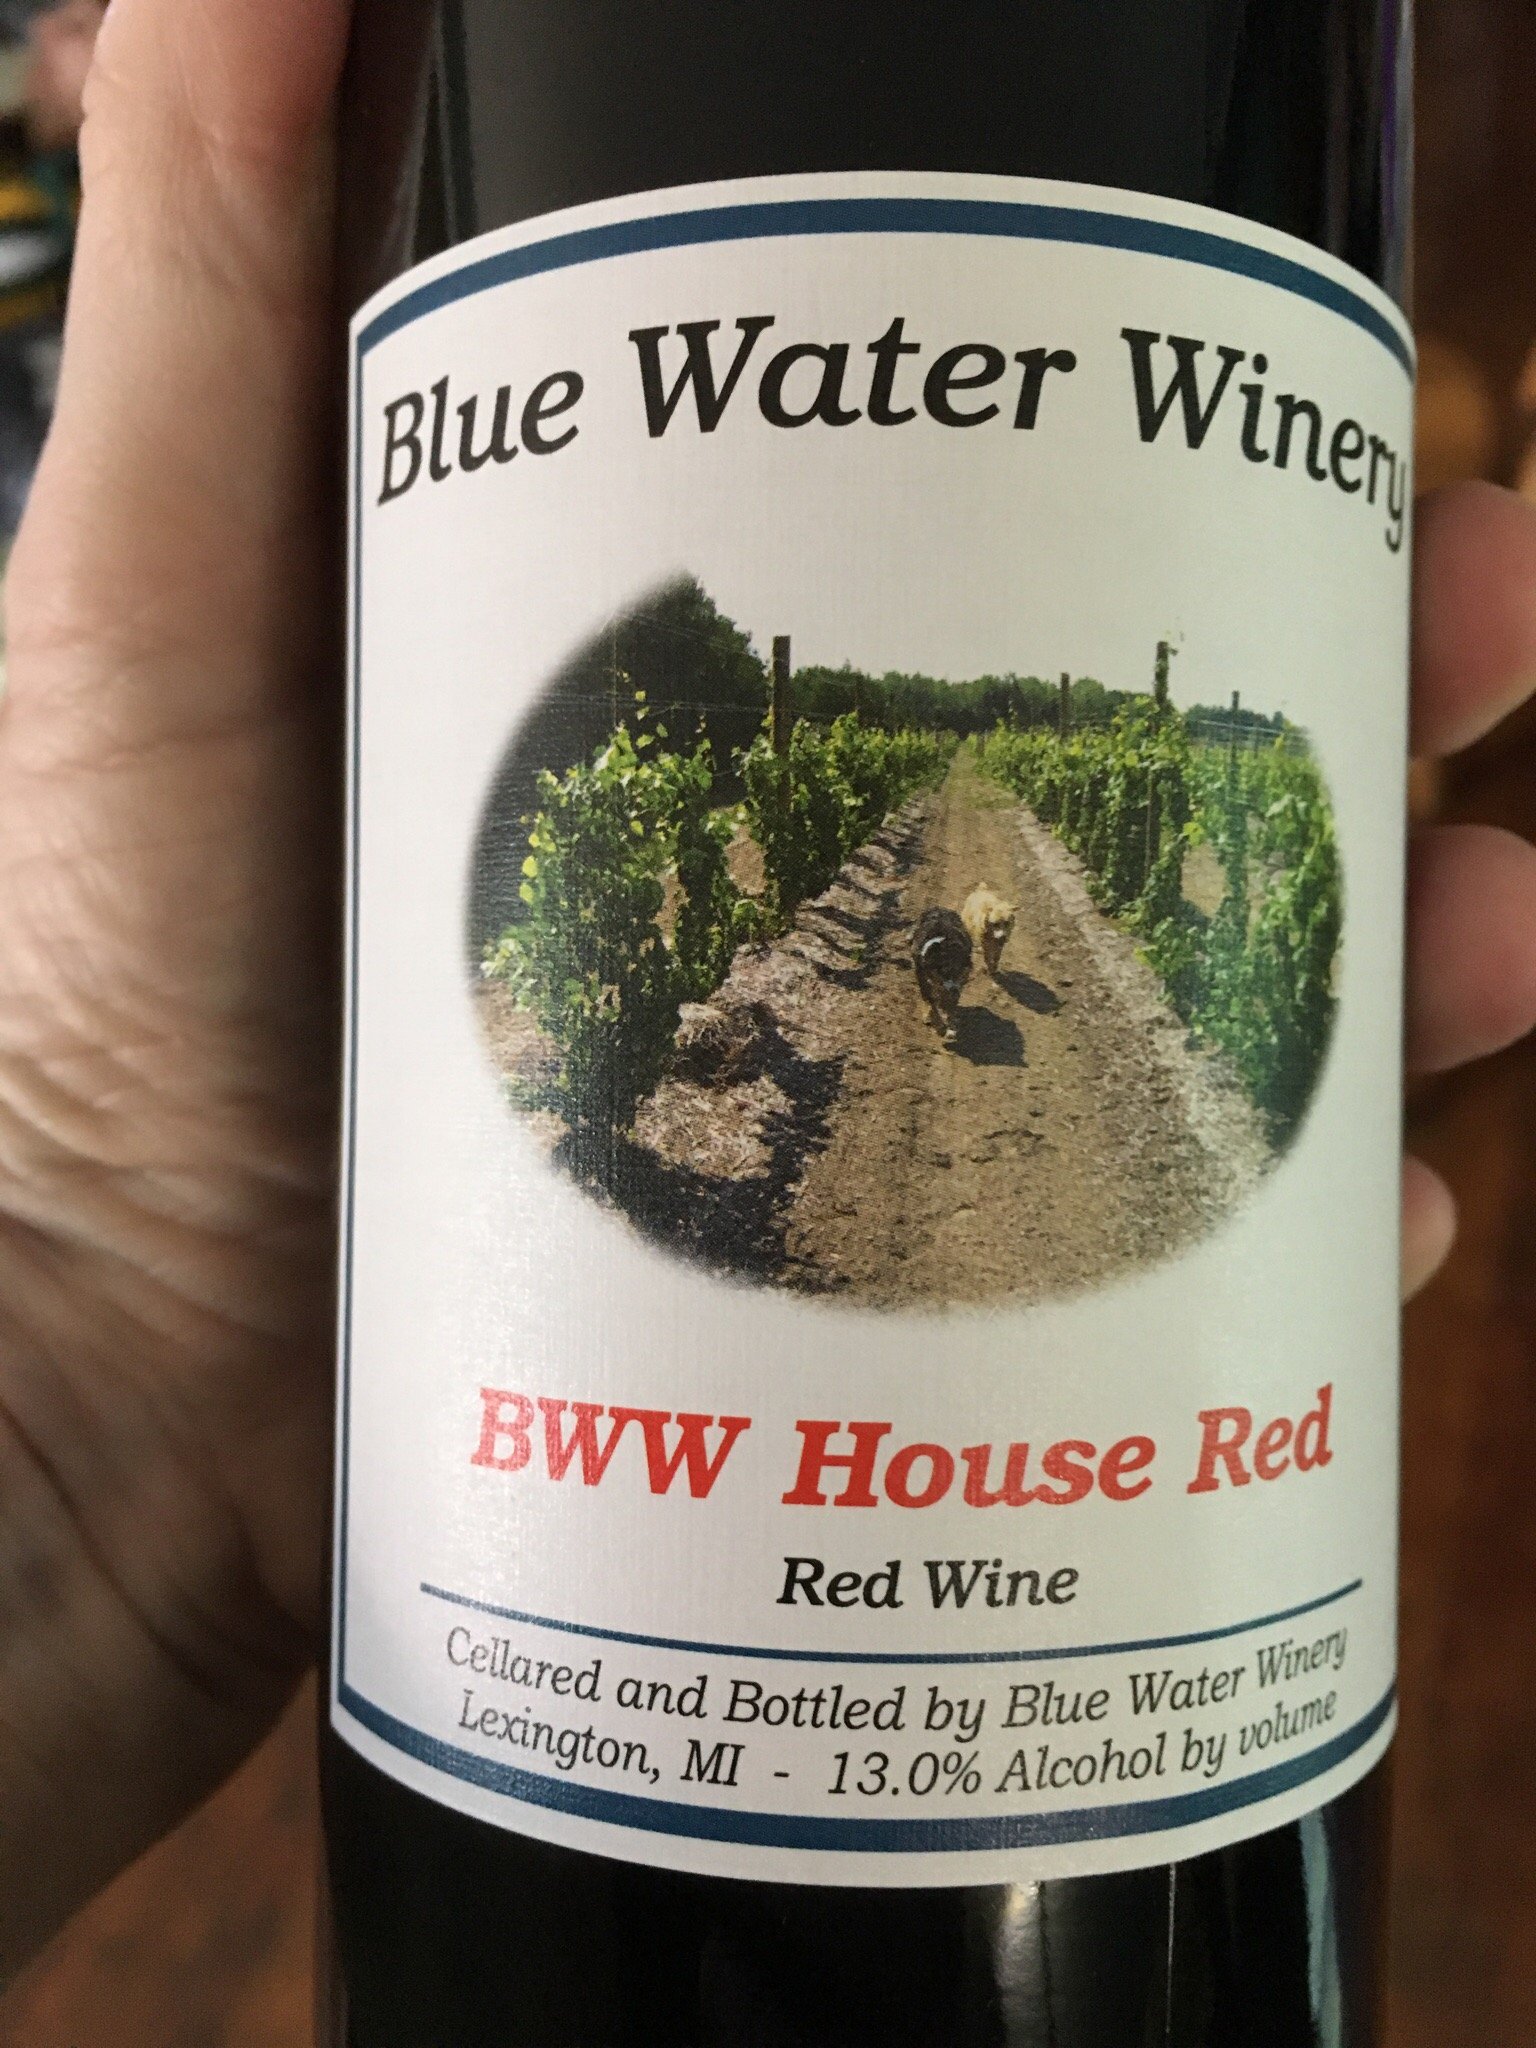 Blue Water Winery
BWW House Red
Red Wine
Cellared and Bottled by Blue Water Winery
Lexington, MI - 13.0% Alcohol by volume